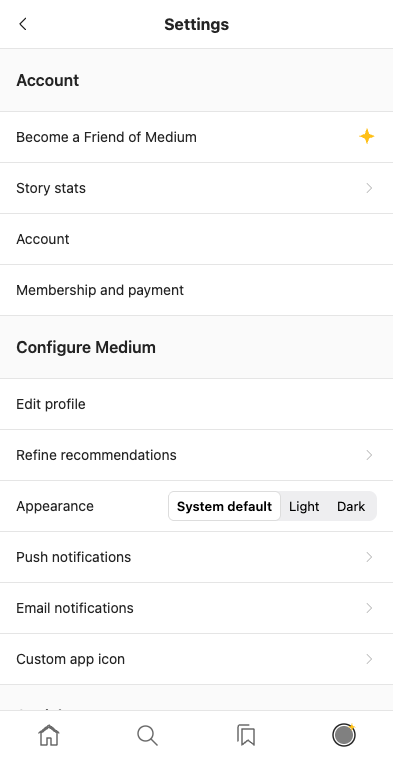 Settings
Account
Become a Friend of Medium
Story stats
Account
Membership and payment
Configure Medium
Edit profile
Refine recommendations
Appearance System default Light Dark
Push notifications
Email notifications
Custom app icon